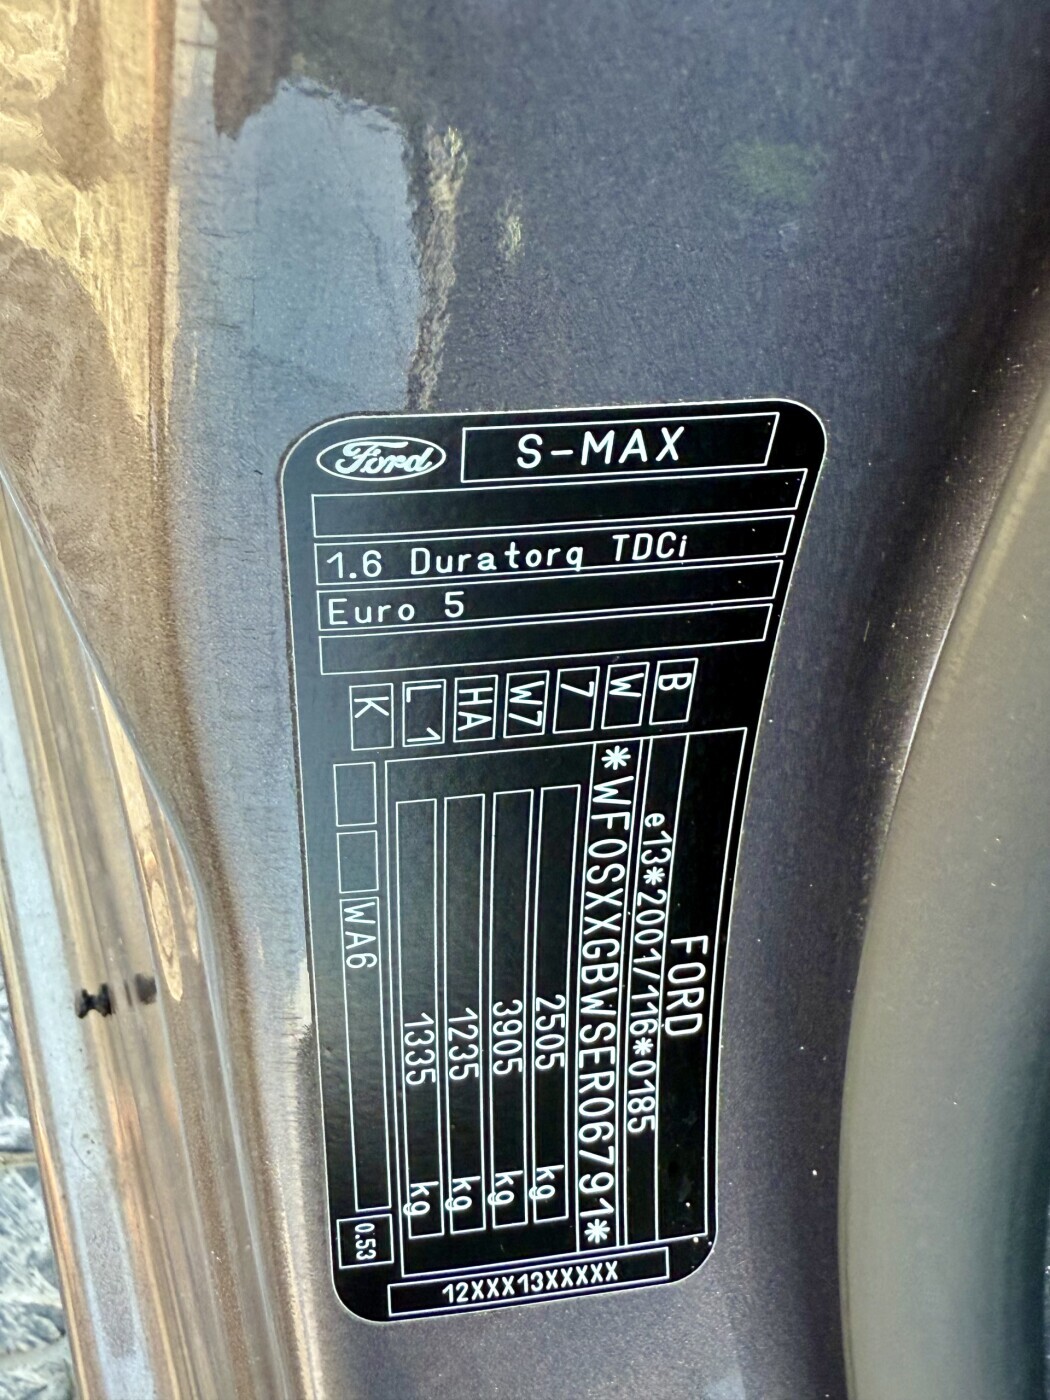 Ford
S-MAX
1.6 Duratorq TDCi
Euro 5
B
W
7
W7
HA
L1
K
FORD
e13*2001/116*0185
*WF0SXXGBWSER06791*
2505 kg
3905 kg
1235 kg
1335 kg
WA6
0.53
12XXX13XXXXX